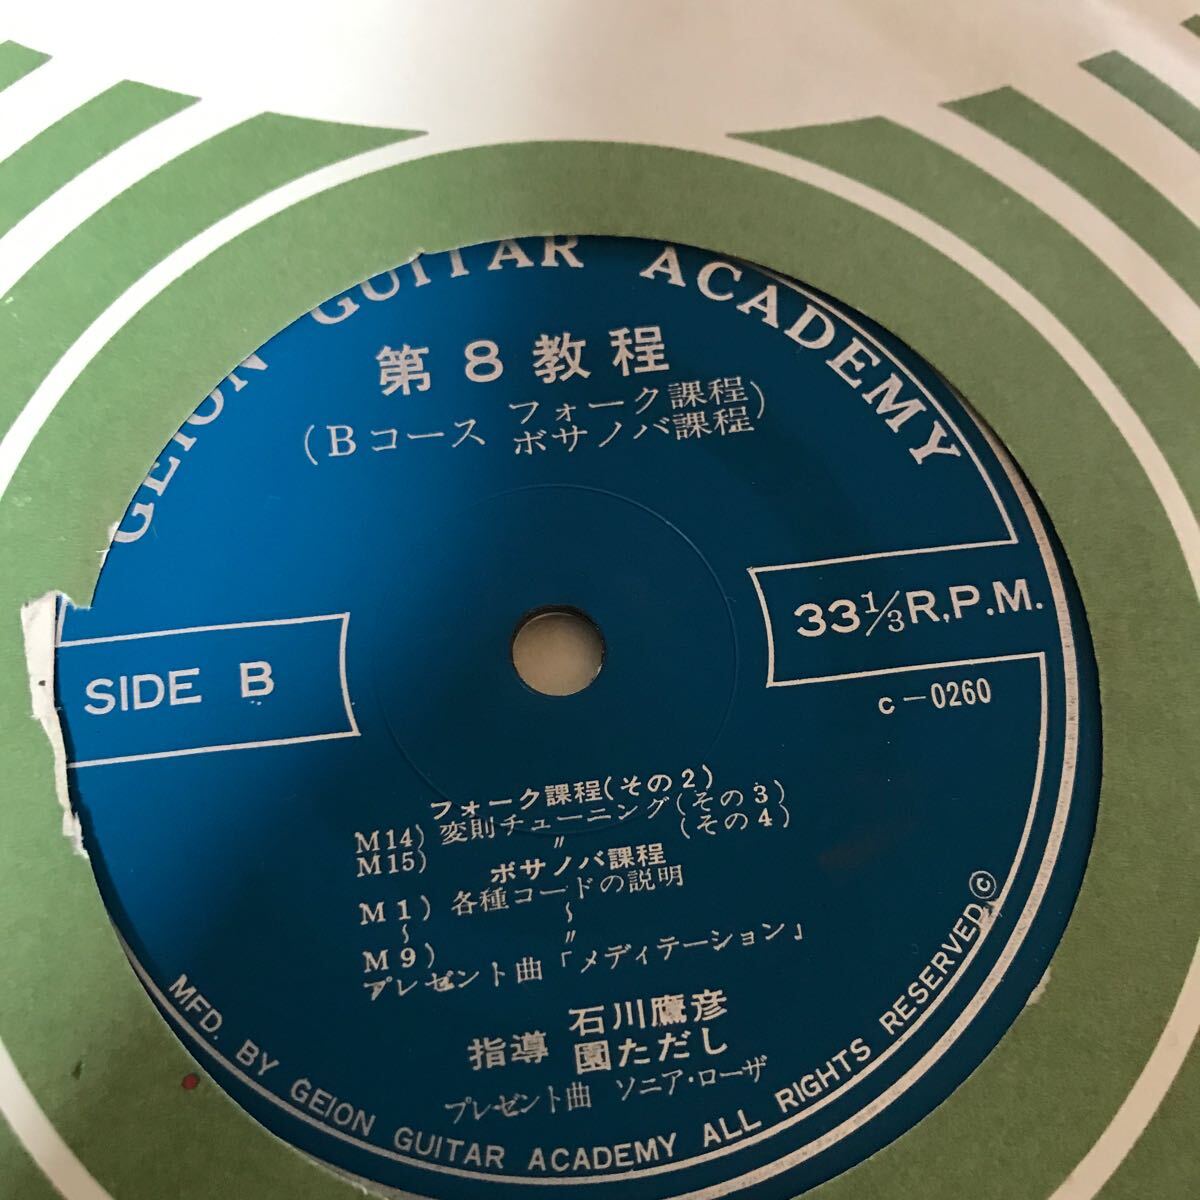 GEION GUITAR ACADEMY
第8教程
(Bコース フォーク課程
ボサノバ課程)
SIDE B
33 1/3 R.P.M.
C-0260
フォーク課程(その2)
M14) 変則チューニング(その3)
M15) 〃 (その4)
ボサノバ課程
M1) 各種コードの説明
〜 〜
M9) 〃
プレゼント曲「メディテーション」
指導 石川鷹彦
園ただし
プレゼント曲 ソニア・ローザ
MFD. BY GEION GUITAR ACADEMY ALL RIGHTS RESERVED ©